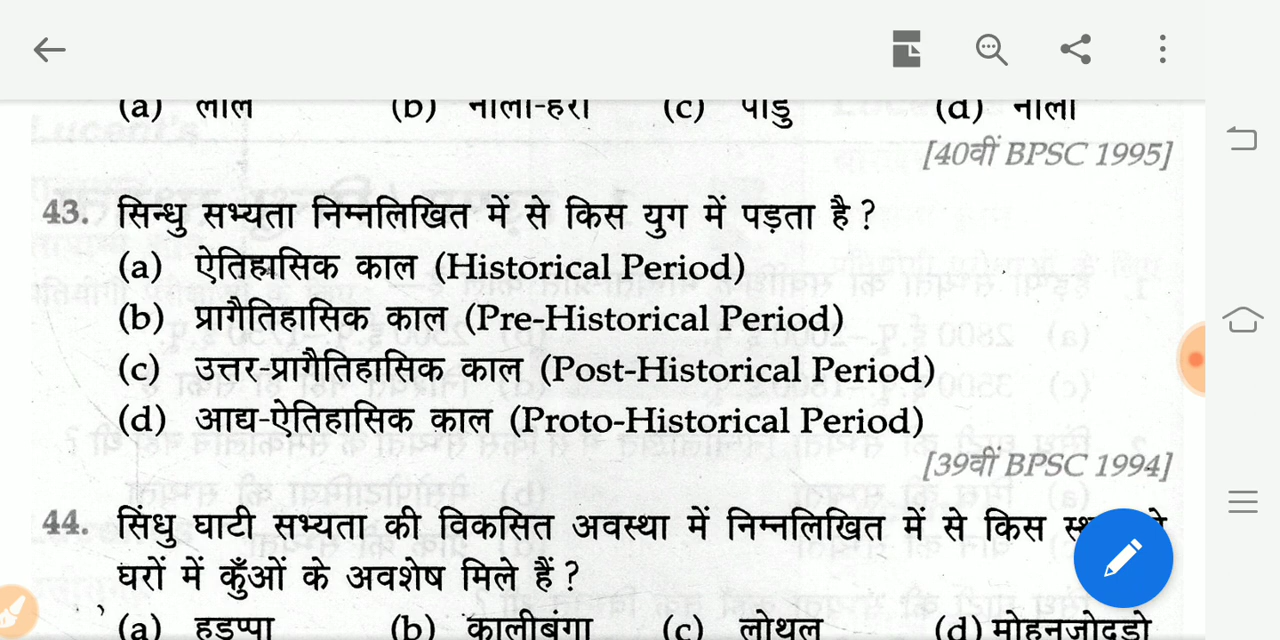 (a) लाल (b) नीला-हरा (c) पांडु (d) नीला
[40वीं BPSC 1995]
43. सिन्धु सभ्यता निम्नलिखित में से किस युग में पड़ता है ?
(a) ऐतिहासिक काल (Historical Period)
(b) प्रागैतिहासिक काल (Pre-Historical Period)
(c) उत्तर-प्रागैतिहासिक काल (Post-Historical Period)
(d) आद्य-ऐतिहासिक काल (Proto-Historical Period)
[39वीं BPSC 1994]
44. सिंधु घाटी सभ्यता की विकसित अवस्था में निम्नलिखित में से किस
घरों में कुँओं के अवशेष मिले हैं ?
(a) हड़प्पा (b) कालीबंगा (c) लोथल (d) मोहनजोदड़ो